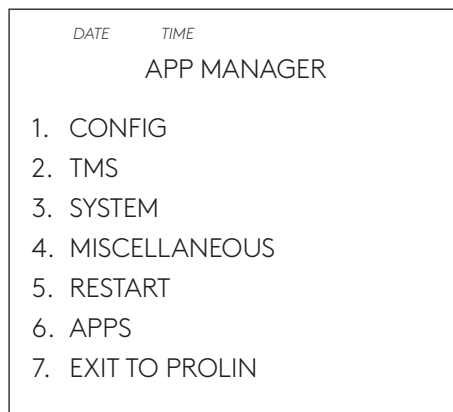 DATE TIME
APP MANAGER
1. CONFIG
2. TMS
3. SYSTEM
4. MISCELLANEOUS
5. RESTART
6. APPS
7. EXIT TO PROLIN